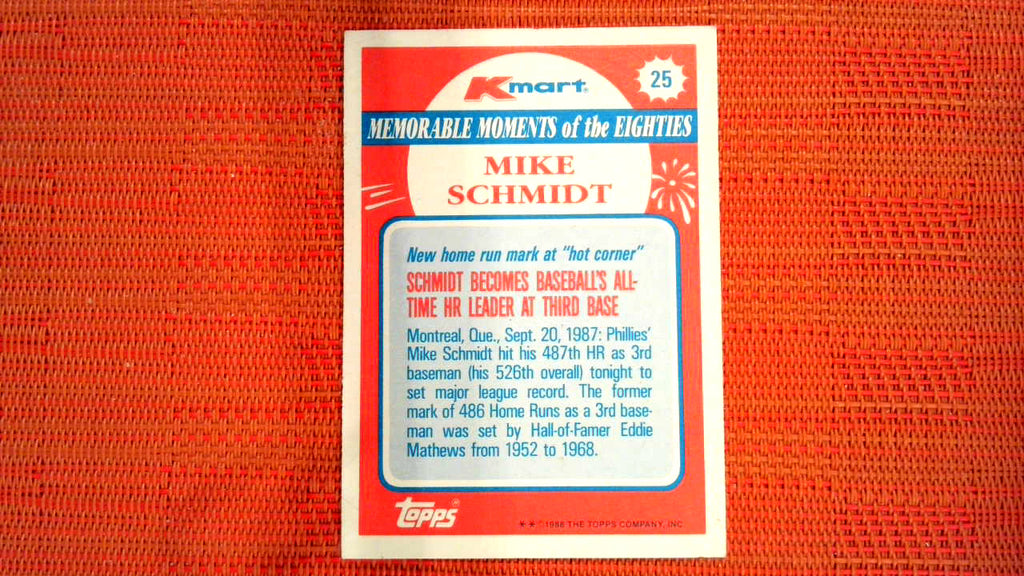 Kmart®
25
MEMORABLE MOMENTS of the EIGHTIES
MIKE
SCHMIDT
New home run mark at "hot corner"
SCHMIDT BECOMES BASEBALL'S ALL-
TIME HR LEADER AT THIRD BASE
Montreal, Que., Sept. 20, 1987: Phillies'
Mike Schmidt hit his 487th HR as 3rd
baseman (his 526th overall) tonight to
set major league record. The former
mark of 486 Home Runs as a 3rd base-
man was set by Hall-of-Famer Eddie
Mathews from 1952 to 1968.
Topps®
**©1988 THE TOPPS COMPANY, INC.